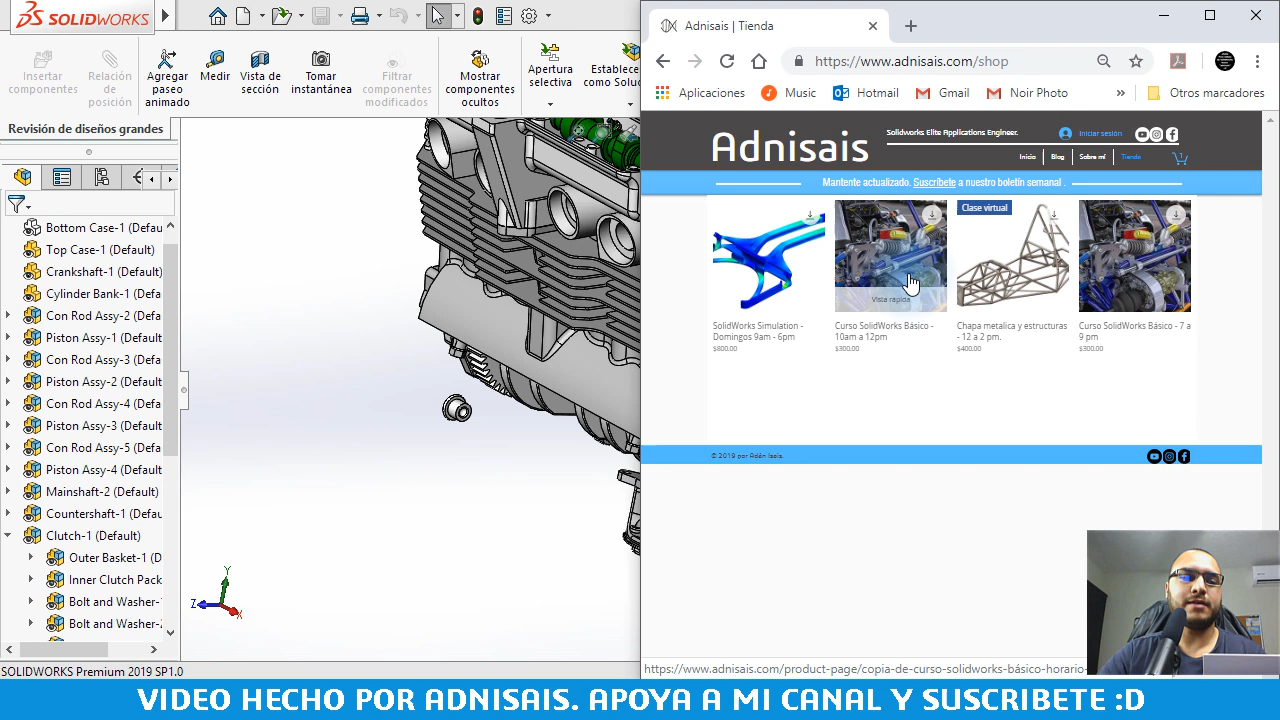 SOLIDWORKS
Insertar componentes
Relación de posición
Agregar paseo animado
Medir
Vista de sección
Tomar instantánea
Filtrar componentes modificados
Mostrar componentes ocultos
Apertura selectiva
Establece como Soluc
Revisión de diseños grandes
Bottom Case-1 (Defau
Top Case-1 (Default)
Crankshaft-1 (Default)
Cylinder Bank-1 (Defau
Con Rod Assy-2 (Defau
Piston Assy-1 (Default
Con Rod Assy-3 (Defa
Piston Assy-2 (Default
Con Rod Assy-4 (Defa
Piston Assy-3 (Default
Con Rod Assy-5 (Defa
Piston Assy-4 (Default
Mainshaft-2 (Default)
Countershaft-1 (Default
Clutch-1 (Default)
Outer Basket-1 (D
Inner Clutch Pack
Bolt and Washer-
Bolt and Washer-
Y
Z
X
SOLIDWORKS Premium 2019 SP1.0
Adnisais | Tienda
https://www.adnisais.com/shop
Aplicaciones
Music
Hotmail
Gmail
Noir Photo
»
Otros marcadores
Adnisais
Solidworks Elite Applications Engineer.
Iniciar sesión
Inicio
Blog
Sobre mí
Tienda
Mantente actualizado. Suscríbete a nuestro boletín semanal .
Clase virtual
Vista rápida
SolidWorks Simulation - Domingos 9am - 6pm
$800.00
Curso SolidWorks Básico - 10am a 12pm
$300.00
Chapa metalica y estructuras - 12 a 2 pm.
$400.00
Curso SolidWorks Básico - 7 a 9 pm
$300.00
© 2019 por Adán Isais.
https://www.adnisais.com/product-page/copia-de-curso-solidworks-básico-horario-
VIDEO HECHO POR ADNISAIS. APOYA A MI CANAL Y SUSCRIBETE :D